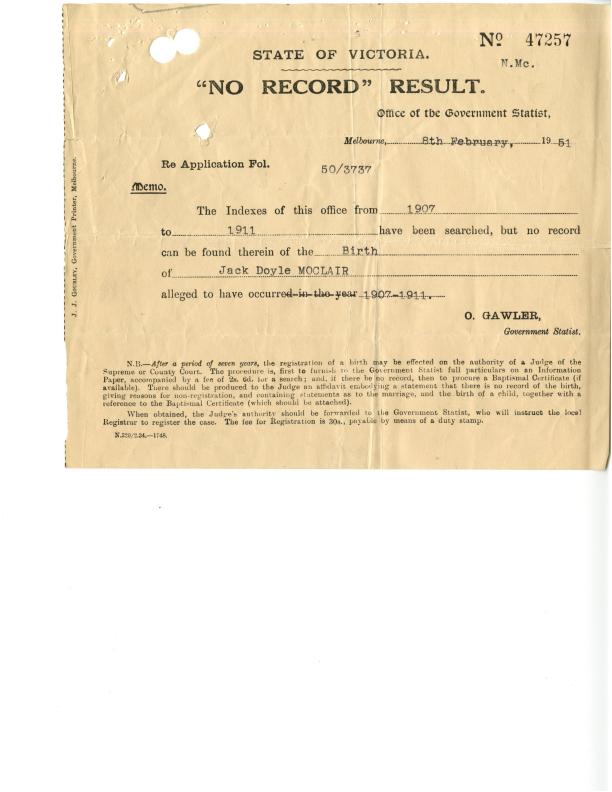 Nº 47257
STATE OF VICTORIA.
N.Mc.
"NO RECORD" RESULT.
Office of the Government Statist,
Melbourne, 8th February, 1951
Re Application Fol. 50/3737
Memo.
The Indexes of this office from 1907
to 1911 have been searched, but no record
can be found therein of the Birth
of Jack Doyle MOCLAIR
alleged to have occurred in the year 1907-1911.
O. GAWLER,
Government Statist.
N.B.—After a period of seven years, the registration of a birth may be effected on the authority of a Judge of the
Supreme or County Court. The procedure is, first to furnish to the Government Statist full particulars on an Information
Paper, accompanied by a fee of 2s. 6d. for a search; and, if there be no record, then to procure a Baptismal Certificate (if
available). There should be produced to the Judge an affidavit embodying a statement that there is no record of the birth,
giving reasons for non-registration, and containing statements as to the marriage, and the birth of a child, together with a
reference to the Baptismal Certificate (which should be attached).
When obtained, the Judge's authority should be forwarded to the Government Statist, who will instruct the local
Registrar to register the case. The fee for Registration is 30s., payable by means of a duty stamp.
N.329/2.34.—1748.
J. J. GOURLEY, Government Printer, Melbourne.